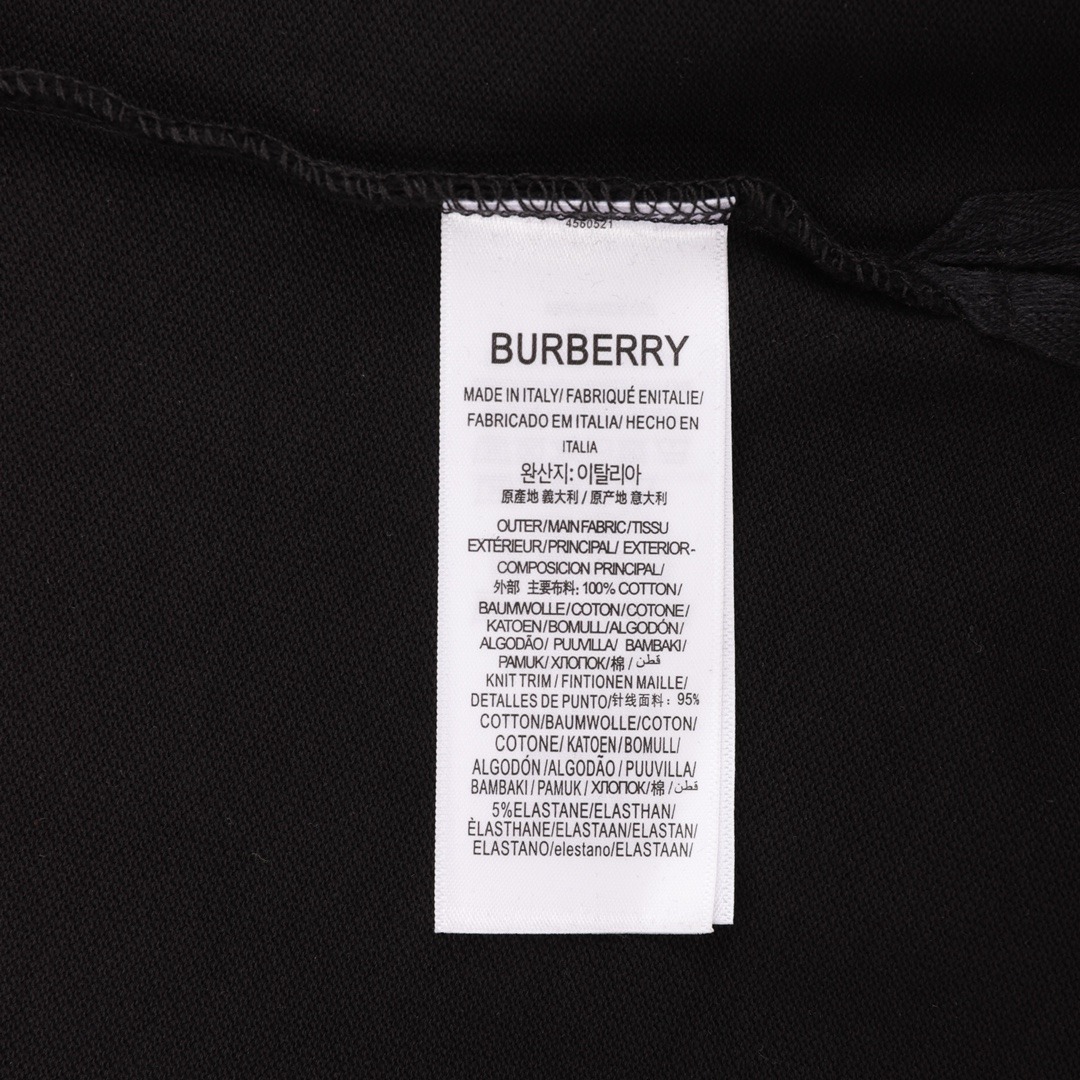 4560521
BURBERRY
MADE IN ITALY/ FABRIQUÉ ENITALIE/
FABRICADO EM ITALIA/ HECHO EN
ITALIA
완산지: 이탈리아
原產地 義大利 / 原产地 意大利
OUTER/MAIN FABRIC/TISSU
EXTÉRIEUR/PRINCIPAL/ EXTERIOR-
COMPOSICION PRINCIPAL/
外部 主要布料: 100% COTTON/
BAUMWOLLE/COTON/COTONE/
KATOEN/BOMULL/ALGODÓN/
ALGODÃO/ PUUVILLA/ BAMBAKI/
PAMUK/ХЛОПОК/棉 / قطن
KNIT TRIM / FINTIONEN MAILLE/
DETALLES DE PUNTO/针线面料: 95%
COTTON/BAUMWOLLE/COTON/
COTONE/ KATOEN/BOMULL/
ALGODÓN /ALGODÃO / PUUVILLA/
BAMBAKI / PAMUK / ХЛОПОК/棉 / قطن
5%ELASTANE/ELASTHAN/
ÈLASTHANE/ELASTAAN/ELASTAN/
ELASTANO/elestano/ELASTAAN/